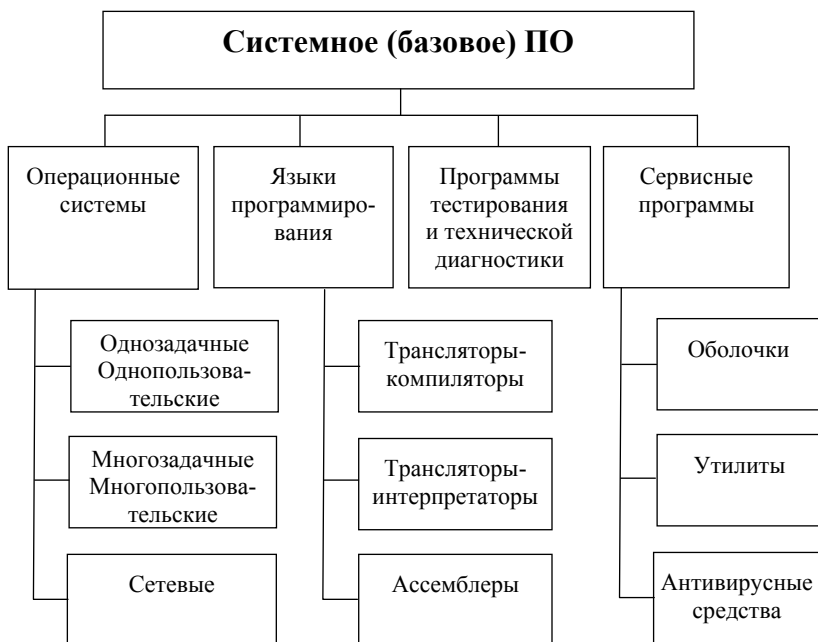 Системное (базовое) ПО
Операционные
системы
Языки
программиро-
вания
Программы
тестирования
и технической
диагностики
Сервисные
программы
Однозадачные
Однопользова-
тельские
Трансляторы-
компиляторы
Оболочки
Многозадачные
Многопользова-
тельские
Трансляторы-
интерпретаторы
Утилиты
Сетевые
Ассемблеры
Антивирусные
средства